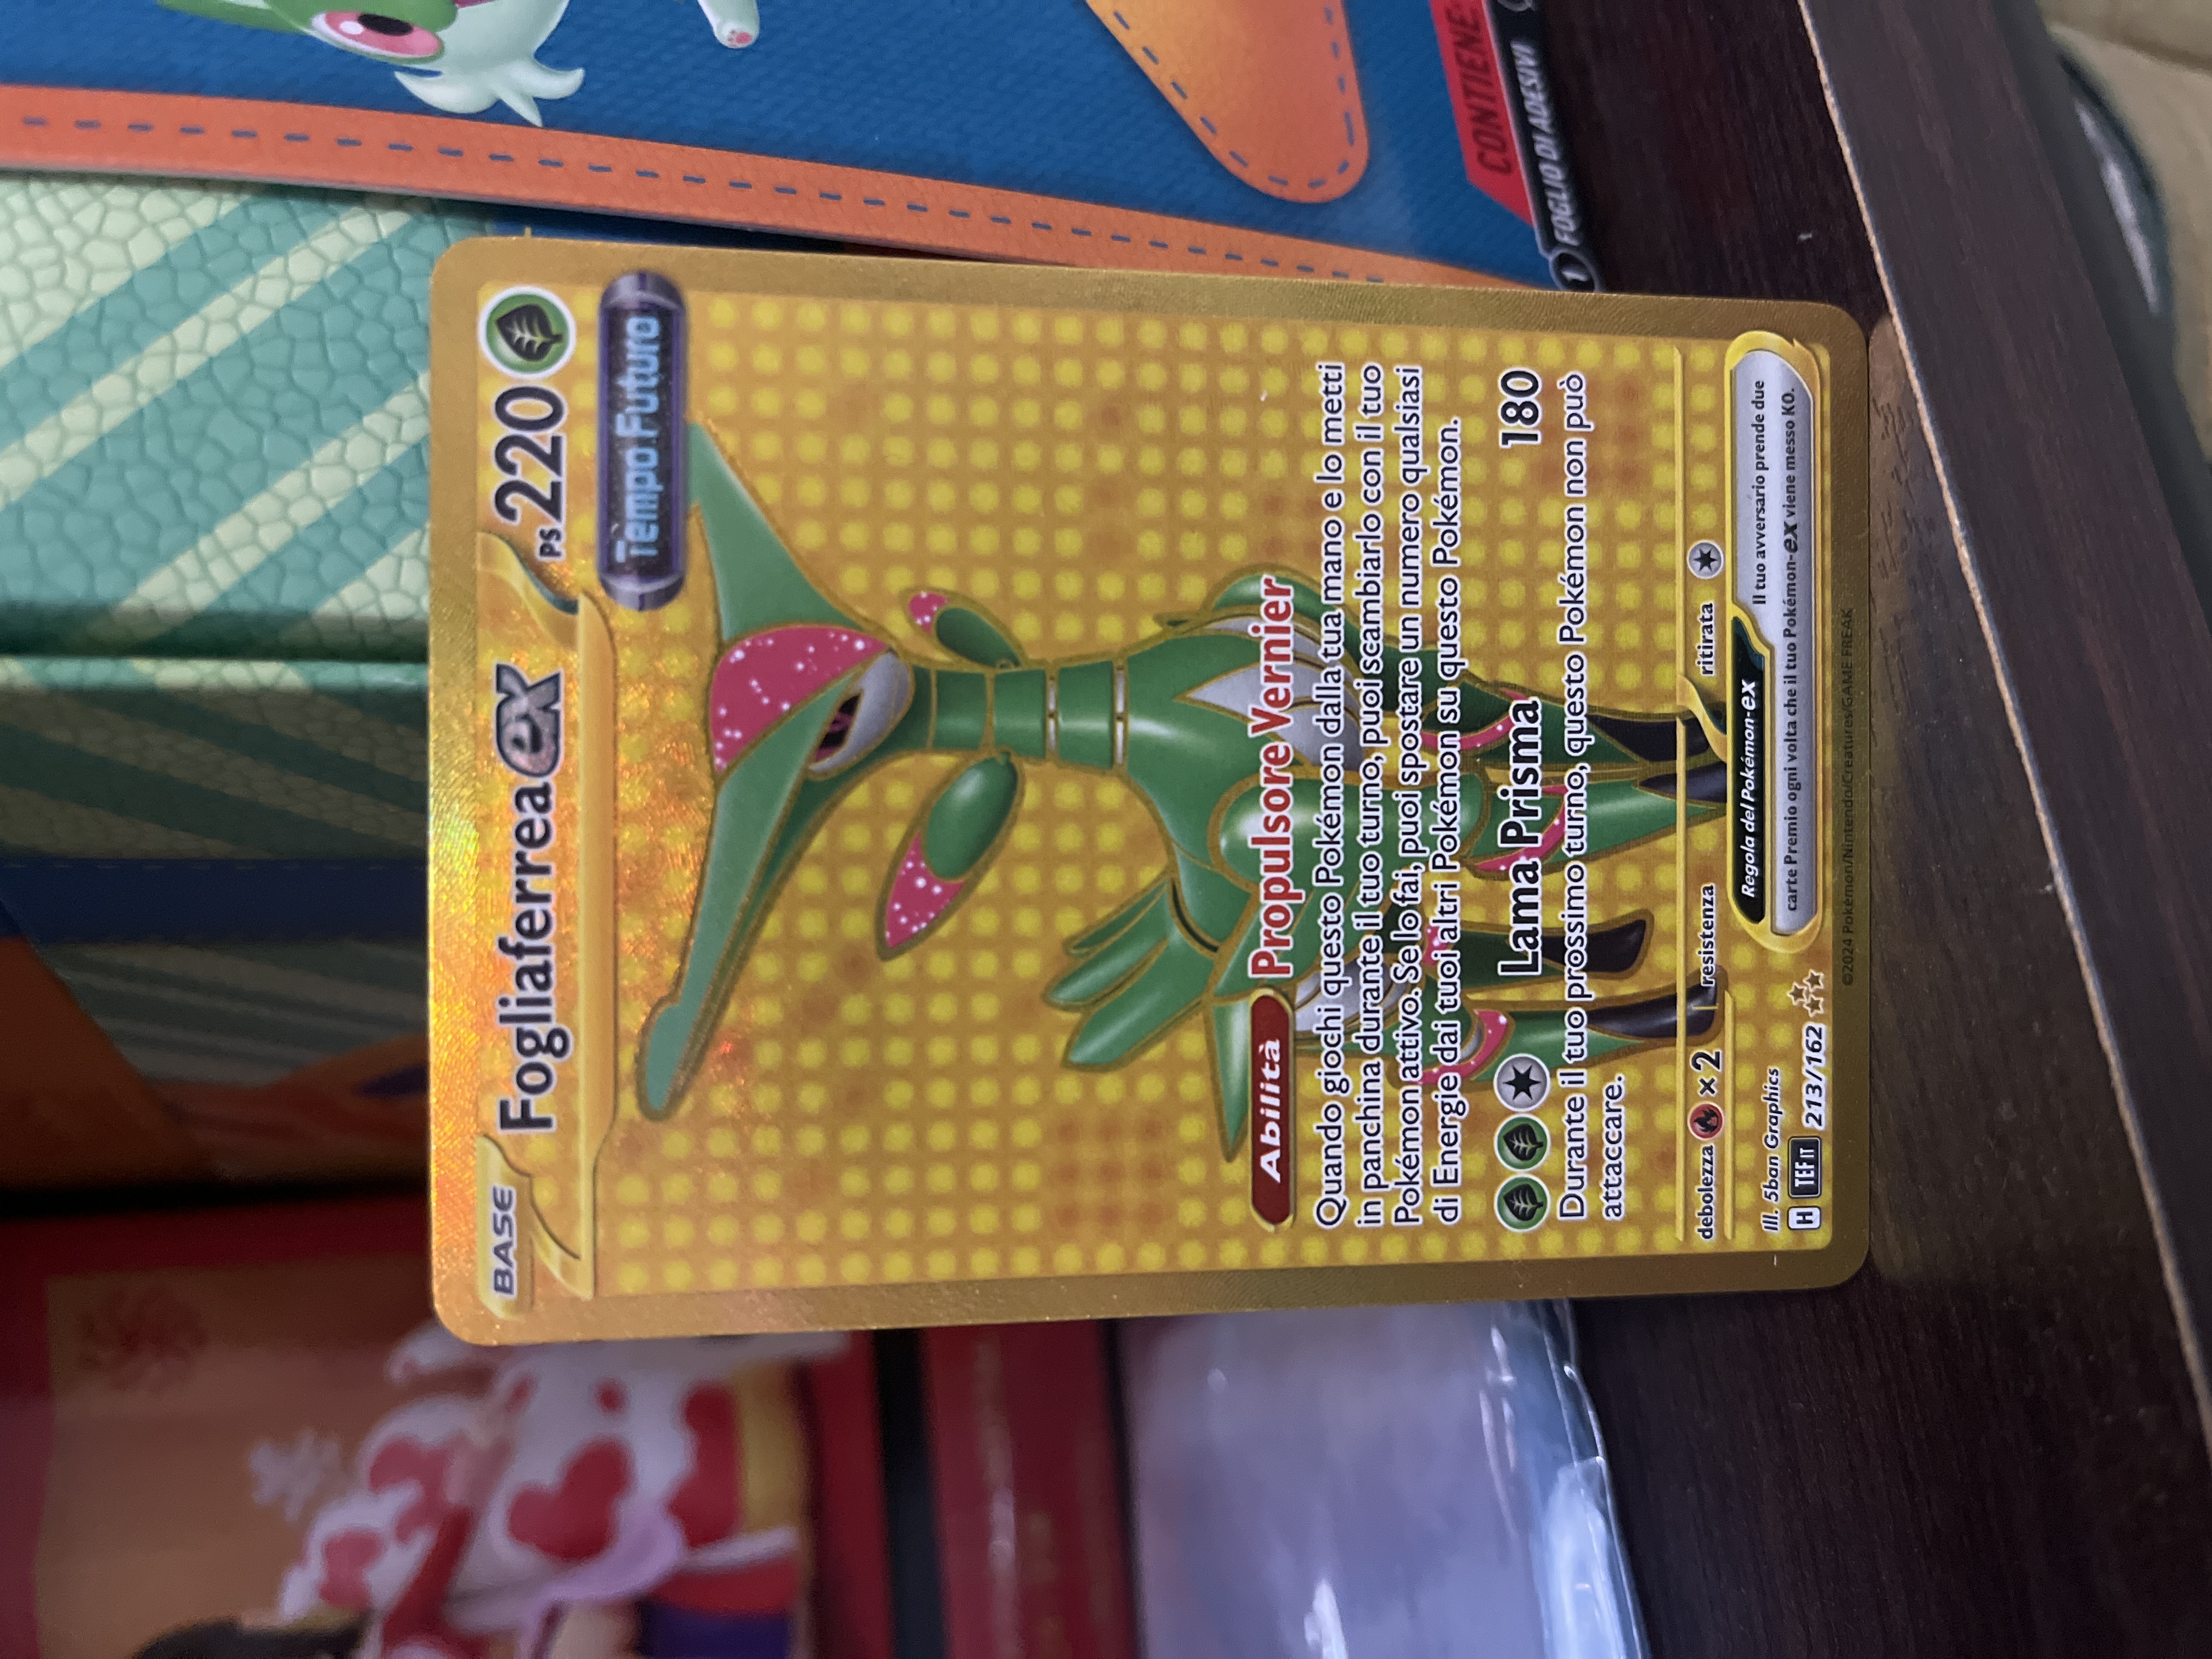 BASE
Fogliaferrea ex
PS 220
Tempo Futuro
Abilità Propulsore Vernier
Quando giochi questo Pokémon dalla tua mano e lo metti
in panchina durante il tuo turno, puoi scambiarlo con il tuo
Pokémon attivo. Se lo fai, puoi spostare un numero qualsiasi
di Energie dai tuoi altri Pokémon su questo Pokémon.
Lama Prisma 180
Durante il tuo prossimo turno, questo Pokémon non può
attaccare.
debolezza × 2 resistenza ritirata
Ill. 5ban Graphics
H TEF IT 213/162
Regola del Pokémon-ex
Il tuo avversario prende due
carte Premio ogni volta che il tuo Pokémon-ex viene messo KO.
©2024 Pokémon/Nintendo/Creatures/GAME FREAK
CONTIENE:
1 FOGLIO DI ADESIVI